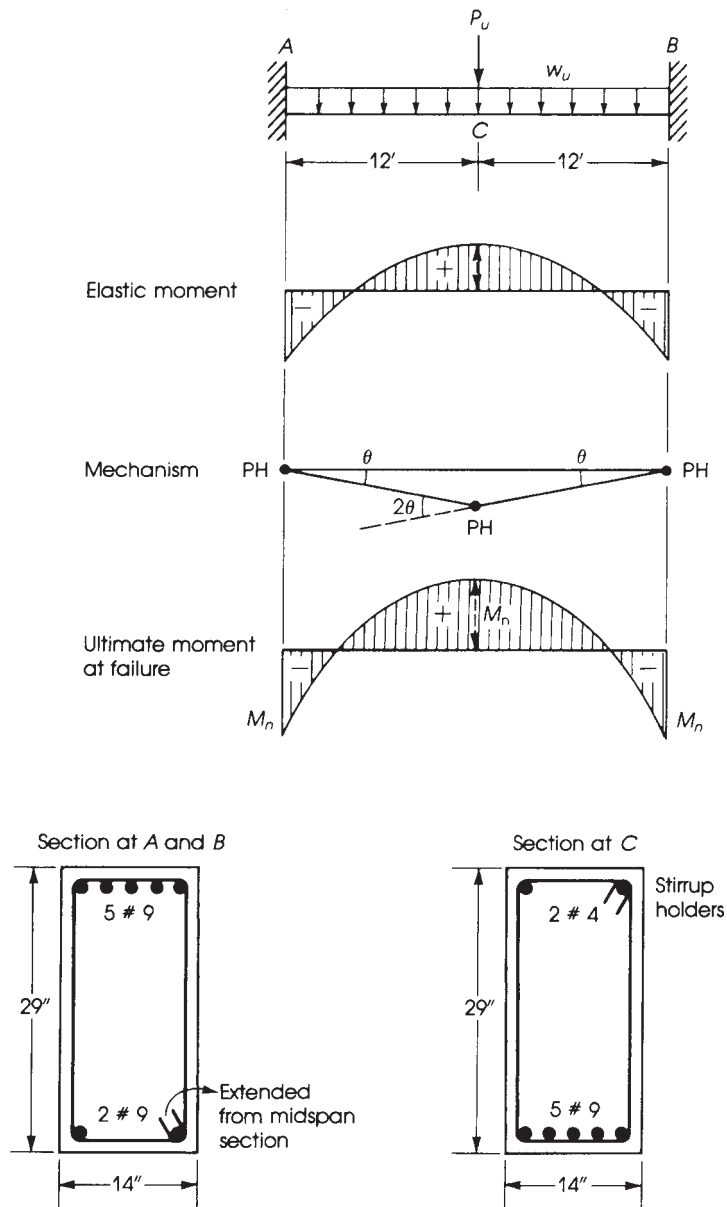 A
P_u
B
w_u
C
12'
12'
Elastic moment
+
−
−
Mechanism
PH
θ
θ
PH
2θ
PH
Ultimate moment
at failure
+
M_n
−
−
M_n
M_n
Section at A and B
5 # 9
29"
2 # 9
Extended
from midspan
section
14"
Section at C
2 # 4
Stirrup
holders
29"
5 # 9
14"